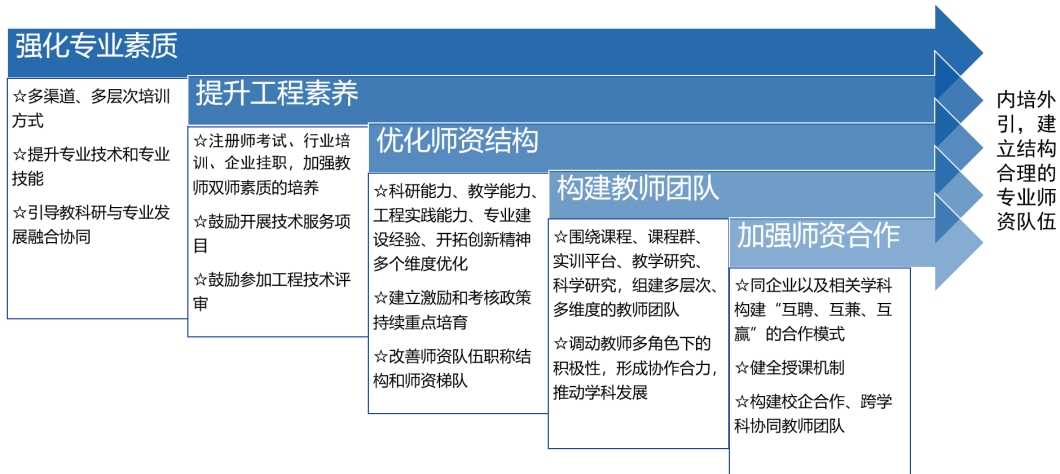 强化专业素质
☆多渠道、多层次培训
方式
☆提升专业技术和专业
技能
☆引导教科研与专业发
展融合协同
提升工程素养
☆注册师考试、行业培
训、企业挂职，加强教
师双师素质的培养
☆鼓励开展技术服务项
目
☆鼓励参加工程技术评
审
优化师资结构
☆科研能力、教学能力、
工程实践能力、专业建
设经验、开拓创新精神
多个维度优化
☆建立激励和考核政策
持续重点培育
☆改善师资队伍职称结
构和师资梯队
构建教师团队
☆围绕课程、课程群、
实训平台、教学研究、
科学研究，组建多层次、
多维度的教师团队
☆调动教师多角色下的
积极性，形成协作合力，
推动学科发展
加强师资合作
☆同企业以及相关学科
构建“互聘、互兼、互
赢”的合作模式
☆健全授课机制
☆构建校企合作、跨学
科协同教师团队
内培外
引，建
立结构
合理的
专业师
资队伍